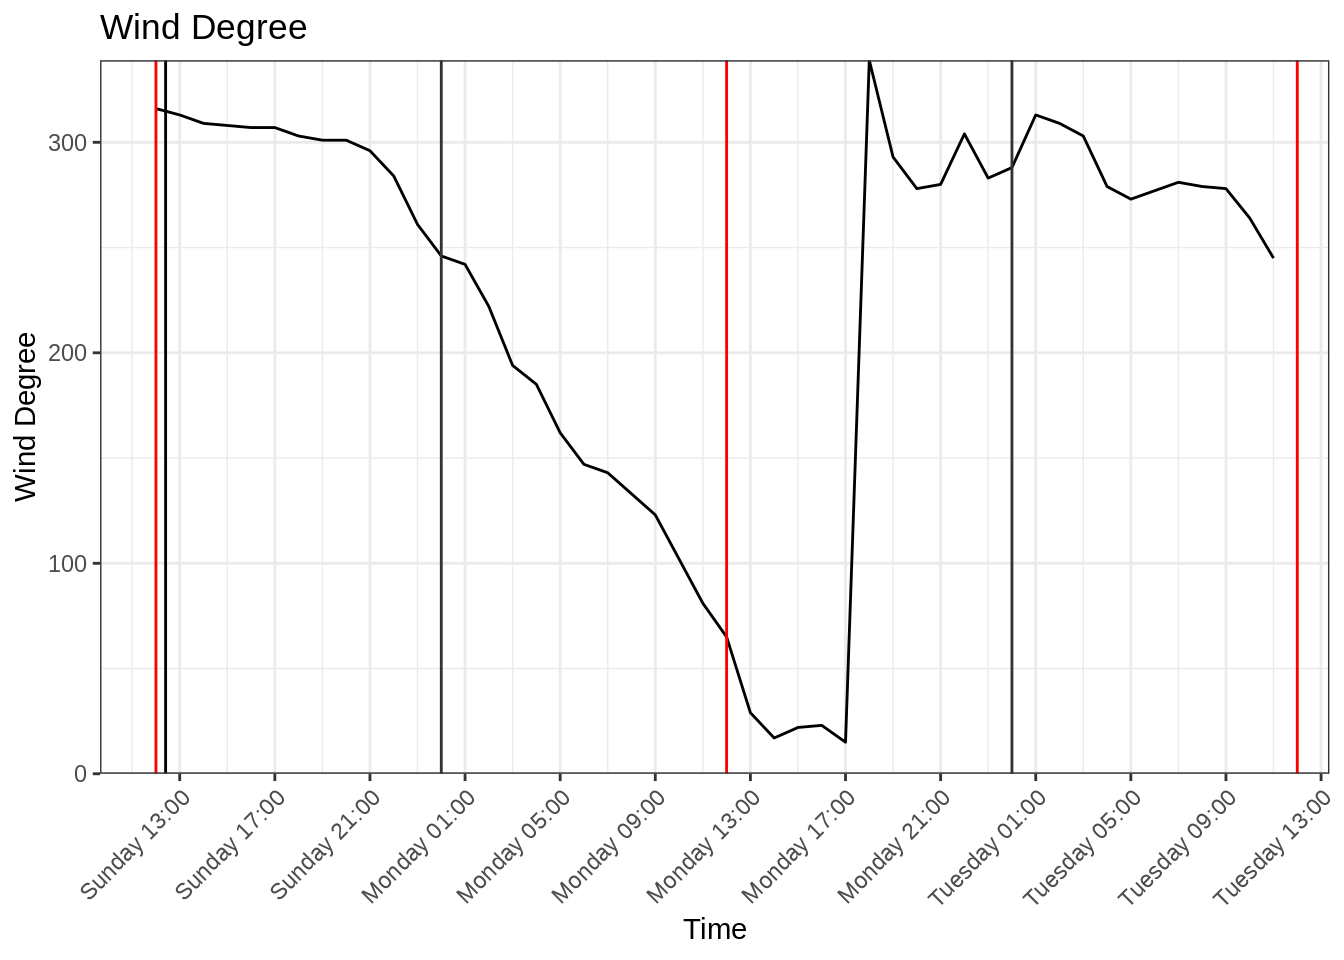 Wind Degree
Wind Degree
300
200
100
0
Sunday 13:00
Sunday 17:00
Sunday 21:00
Monday 01:00
Monday 05:00
Monday 09:00
Monday 13:00
Monday 17:00
Monday 21:00
Tuesday 01:00
Tuesday 05:00
Tuesday 09:00
Tuesday 13:00
Time